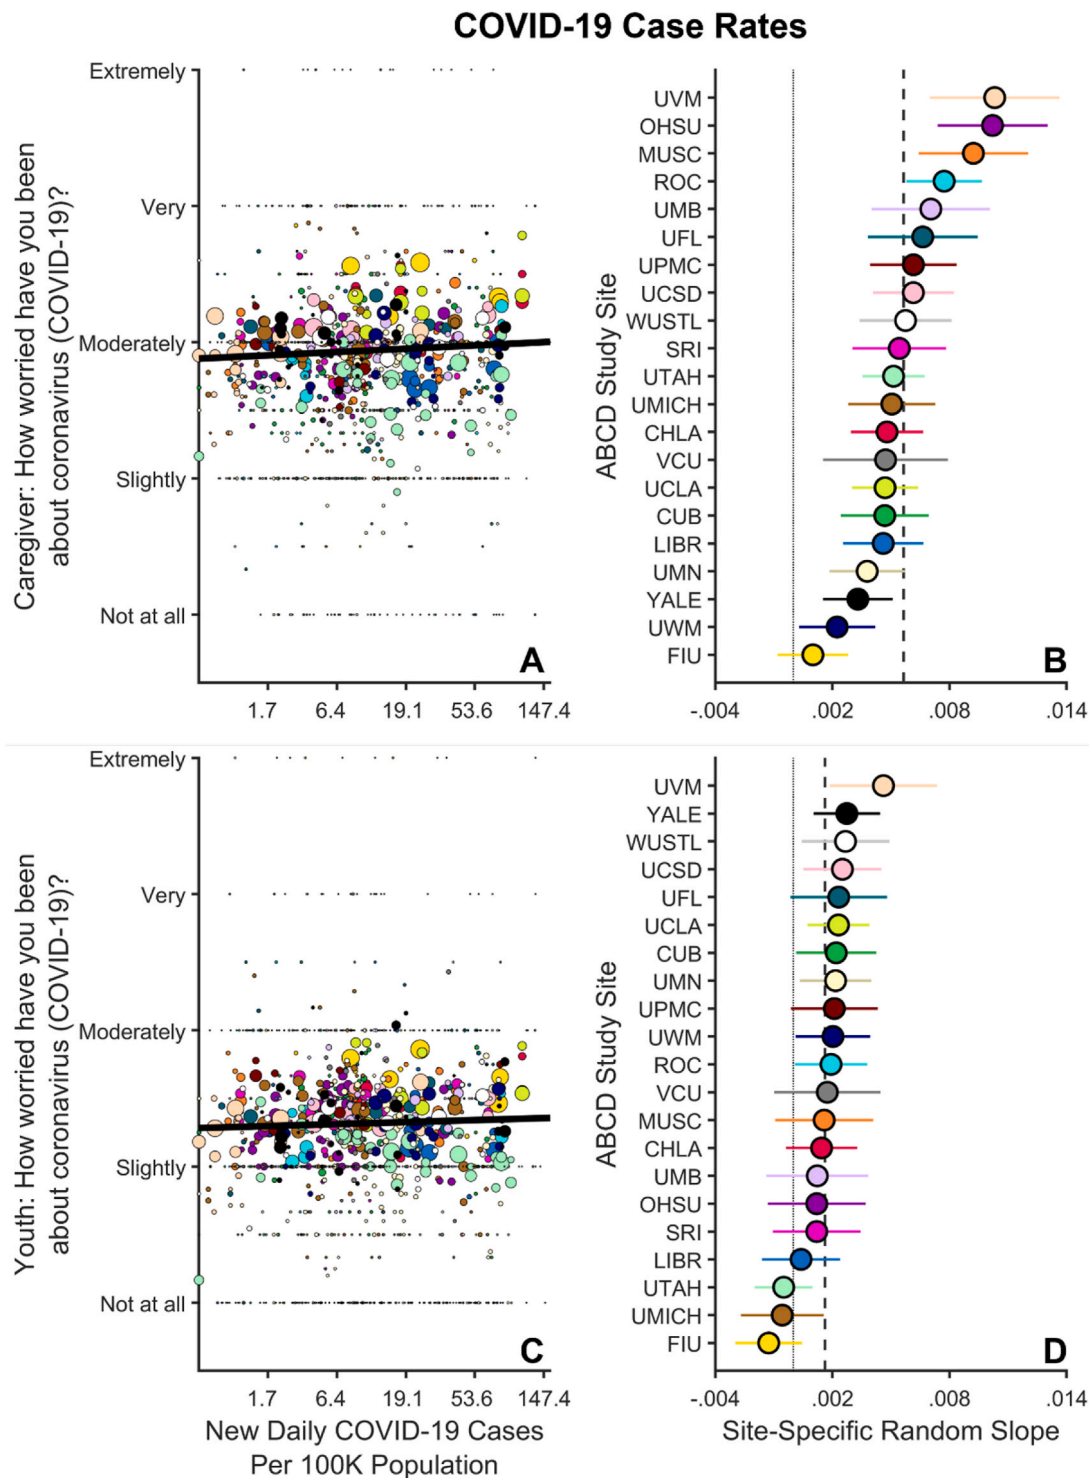 COVID-19 Case Rates
Caregiver: How worried have you been
about coronavirus (COVID-19)?
Extremely
Very
Moderately
Slightly
Not at all
A
1.7
6.4
19.1
53.6
147.4
ABCD Study Site
UVM
OHSU
MUSC
ROC
UMB
UFL
UPMC
UCSD
WUSTL
SRI
UTAH
UMICH
CHLA
VCU
UCLA
CUB
LIBR
UMN
YALE
UWM
FIU
B
-.004
.002
.008
.014
Youth: How worried have you been
about coronavirus (COVID-19)?
Extremely
Very
Moderately
Slightly
Not at all
C
1.7
6.4
19.1
53.6
147.4
New Daily COVID-19 Cases
Per 100K Population
ABCD Study Site
UVM
YALE
WUSTL
UCSD
UFL
UCLA
CUB
UMN
UPMC
UWM
ROC
VCU
MUSC
CHLA
UMB
OHSU
SRI
LIBR
UTAH
UMICH
FIU
D
-.004
.002
.008
.014
Site-Specific Random Slope